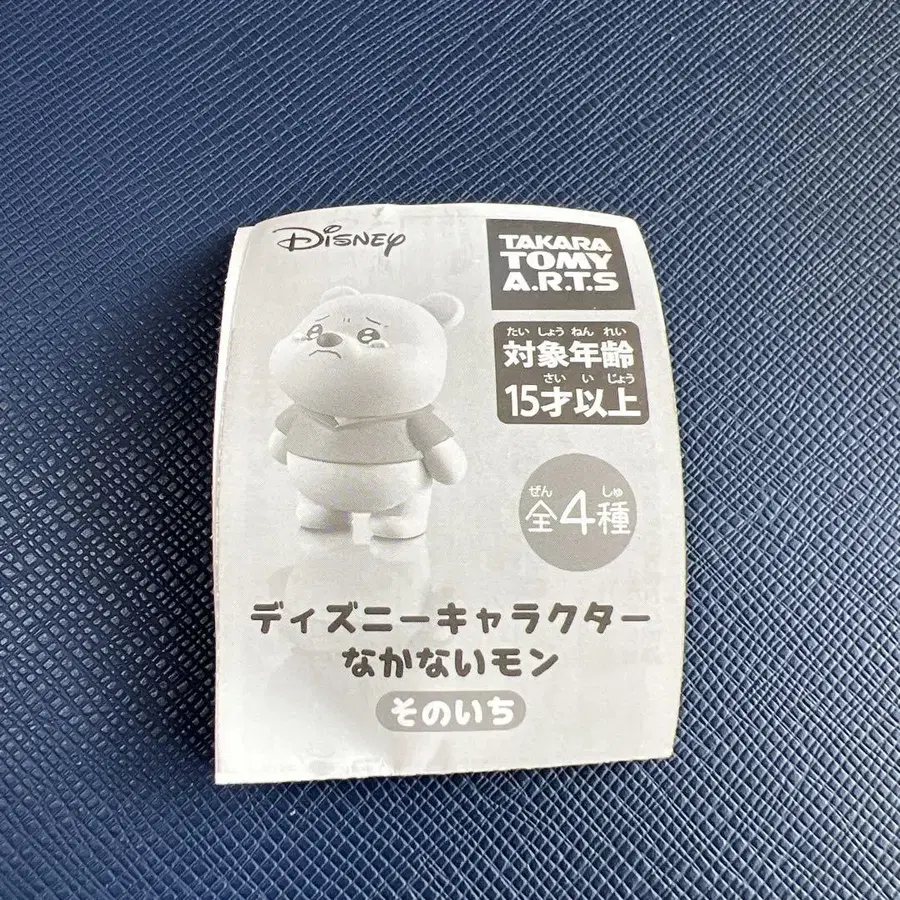 Disney
TAKARA
TOMY
A.R.T.S
たい しょう ねん れい
対象年齢
さい い じょう
15才以上
ぜん しゅ
全4種
ディズニーキャラクター
なかないモン
そのいち